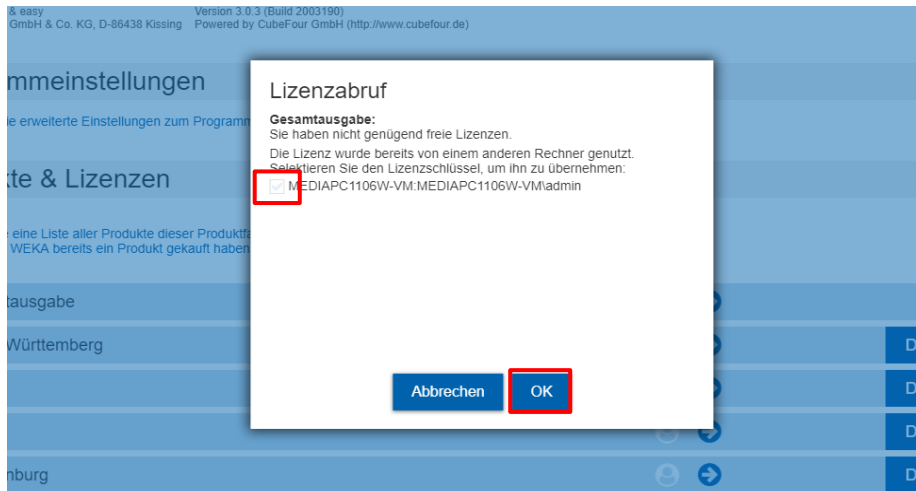 & easy Version 3.0.3 (Build 2003190)
GmbH & Co. KG, D-86438 Kissing Powered by CubeFour GmbH (http://www.cubefour.de)
mmeinstellungen
ie erweiterte Einstellungen zum Programm
kte & Lizenzen
eine Liste aller Produkte dieser Produktfa
WEKA bereits ein Produkt gekauft haben
tausgabe
Württemberg
nburg
Lizenzabruf
Gesamtausgabe:
Sie haben nicht genügend freie Lizenzen.
Die Lizenz wurde bereits von einem anderen Rechner genutzt.
Selektieren Sie den Lizenzschlüssel, um ihn zu übernehmen:
MEDIAPC1106W-VM:MEDIAPC1106W-VM\admin
Abbrechen OK
D
D
D
D